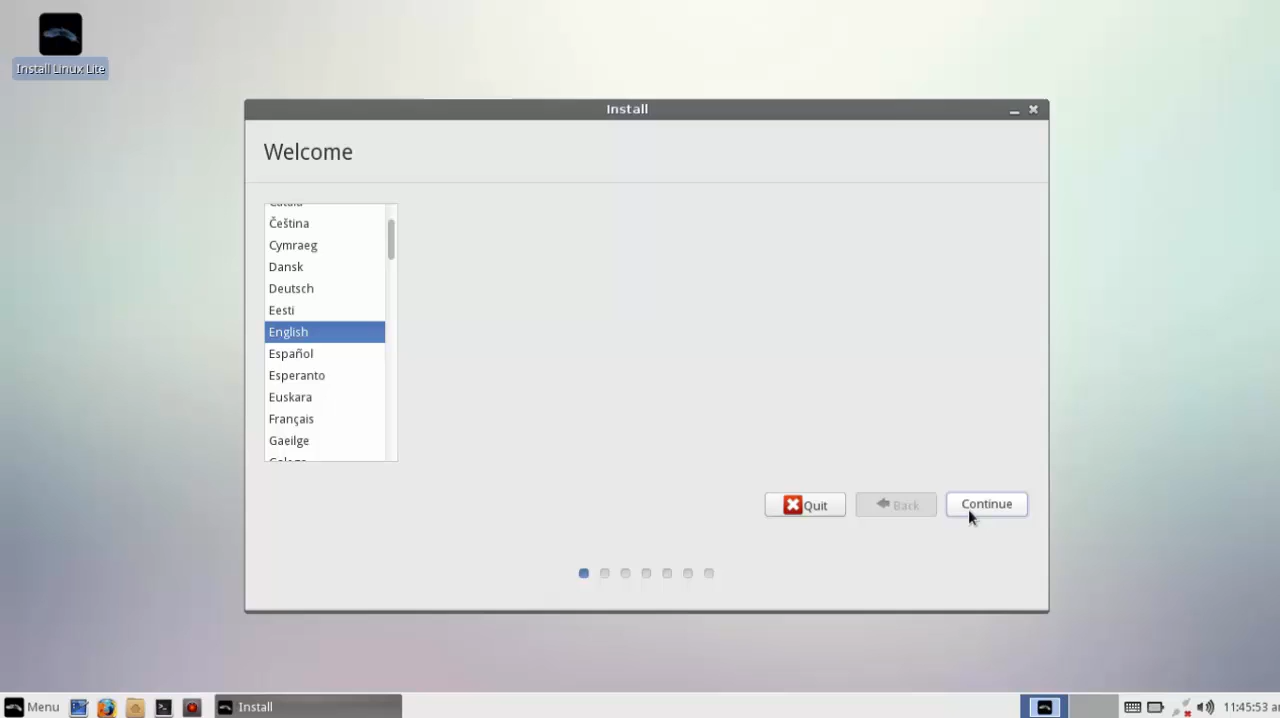 Install Linux Lite
Install
Welcome
Čeština
Cymraeg
Dansk
Deutsch
Eesti
English
Español
Esperanto
Euskara
Français
Gaeilge
Quit
Back
Continue
Menu
Install
11:45:53